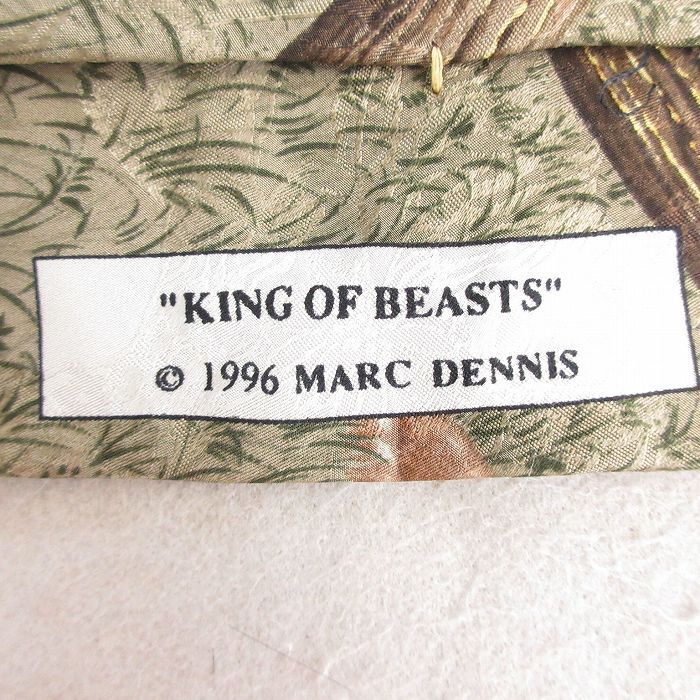 "KING OF BEASTS"
© 1996 MARC DENNIS